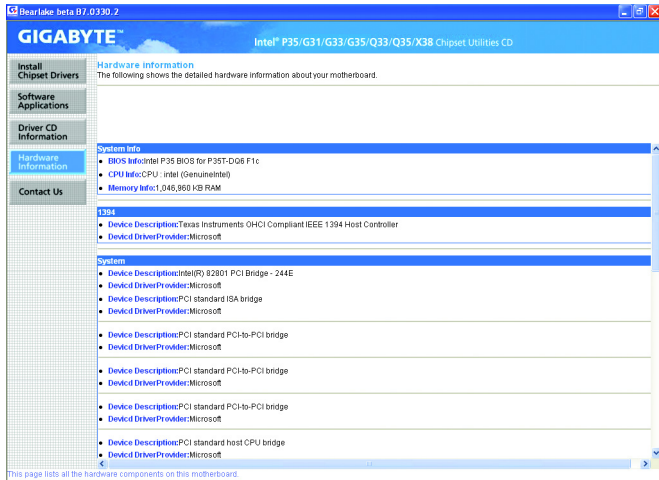 Bearlake beta B7.0330.2
GIGABYTE™
Intel® P35/G31/G33/G35/Q33/Q35/X38 Chipset Utilities CD
Install
Chipset Drivers
Software
Applications
Driver CD
Information
Hardware
Information
Contact Us
Hardware information
The following shows the detailed hardware information about your motherboard.
System Info
BIOS Info:Intel P35 BIOS for P35T-DQ6 F1c
CPU Info:CPU : intel (GenuineIntel)
Memory Info:1,046,960 KB RAM
1394
Device Description:Texas Instruments OHCI Compliant IEEE 1394 Host Controller
Devicd DriverProvider:Microsoft
System
Device Description:Intel(R) 82801 PCI Bridge - 244E
Devicd DriverProvider:Microsoft
Device Description:PCI standard ISA bridge
Devicd DriverProvider:Microsoft
Device Description:PCI standard PCI-to-PCI bridge
Devicd DriverProvider:Microsoft
Device Description:PCI standard PCI-to-PCI bridge
Devicd DriverProvider:Microsoft
Device Description:PCI standard PCI-to-PCI bridge
Devicd DriverProvider:Microsoft
Device Description:PCI standard host CPU bridge
Devicd DriverProvider:Microsoft
This page lists all the hardware components on this motherboard.